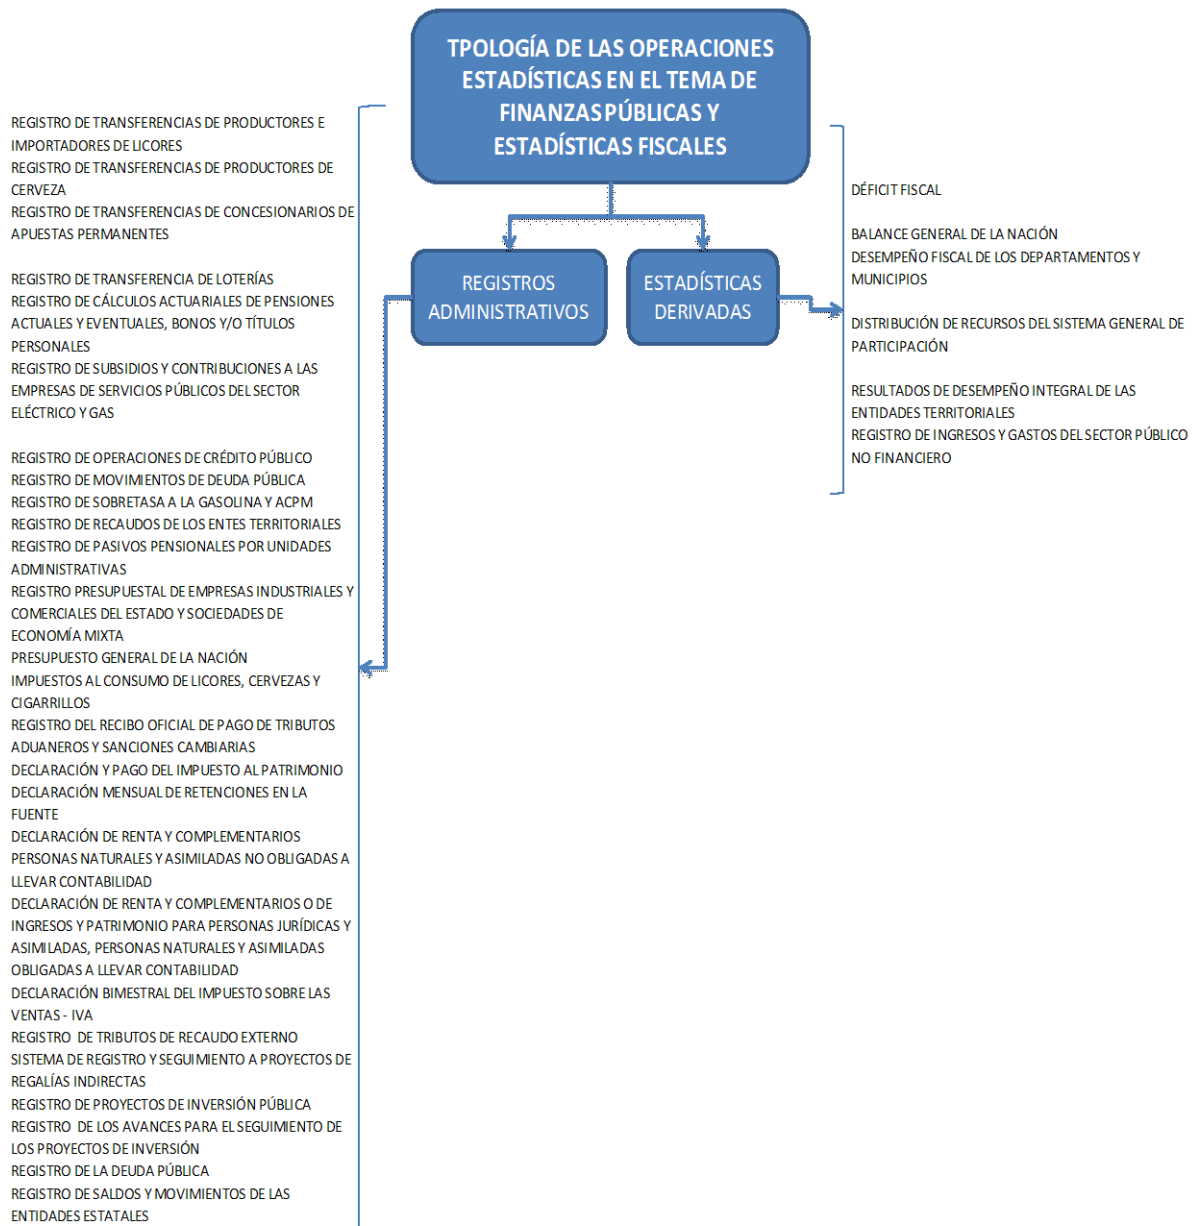 TPOLOGÍA DE LAS OPERACIONES
ESTADÍSTICAS EN EL TEMA DE
FINANZAS PÚBLICAS Y
ESTADÍSTICAS FISCALES
REGISTROS
ADMINISTRATIVOS
ESTADÍSTICAS
DERIVADAS
REGISTRO DE TRANSFERENCIAS DE PRODUCTORES E
IMPORTADORES DE LICORES
REGISTRO DE TRANSFERENCIAS DE PRODUCTORES DE
CERVEZA
REGISTRO DE TRANSFERENCIAS DE CONCESIONARIOS DE
APUESTAS PERMANENTES
REGISTRO DE TRANSFERENCIA DE LOTERÍAS
REGISTRO DE CÁLCULOS ACTUARIALES DE PENSIONES
ACTUALES Y EVENTUALES, BONOS Y/O TÍTULOS
PERSONALES
REGISTRO DE SUBSIDIOS Y CONTRIBUCIONES A LAS
EMPRESAS DE SERVICIOS PÚBLICOS DEL SECTOR
ELÉCTRICO Y GAS
REGISTRO DE OPERACIONES DE CRÉDITO PÚBLICO
REGISTRO DE MOVIMIENTOS DE DEUDA PÚBLICA
REGISTRO DE SOBRETASA A LA GASOLINA Y ACPM
REGISTRO DE RECAUDOS DE LOS ENTES TERRITORIALES
REGISTRO DE PASIVOS PENSIONALES POR UNIDADES
ADMINISTRATIVAS
REGISTRO PRESUPUESTAL DE EMPRESAS INDUSTRIALES Y
COMERCIALES DEL ESTADO Y SOCIEDADES DE
ECONOMÍA MIXTA
PRESUPUESTO GENERAL DE LA NACIÓN
IMPUESTOS AL CONSUMO DE LICORES, CERVEZAS Y
CIGARRILLOS
REGISTRO DEL RECIBO OFICIAL DE PAGO DE TRIBUTOS
ADUANEROS Y SANCIONES CAMBIARIAS
DECLARACIÓN Y PAGO DEL IMPUESTO AL PATRIMONIO
DECLARACIÓN MENSUAL DE RETENCIONES EN LA
FUENTE
DECLARACIÓN DE RENTA Y COMPLEMENTARIOS
PERSONAS NATURALES Y ASIMILADAS NO OBLIGADAS A
LLEVAR CONTABILIDAD
DECLARACIÓN DE RENTA Y COMPLEMENTARIOS O DE
INGRESOS Y PATRIMONIO PARA PERSONAS JURÍDICAS Y
ASIMILADAS, PERSONAS NATURALES Y ASIMILADAS
OBLIGADAS A LLEVAR CONTABILIDAD
DECLARACIÓN BIMESTRAL DEL IMPUESTO SOBRE LAS
VENTAS - IVA
REGISTRO DE TRIBUTOS DE RECAUDO EXTERNO
SISTEMA DE REGISTRO Y SEGUIMIENTO A PROYECTOS DE
REGALÍAS INDIRECTAS
REGISTRO DE PROYECTOS DE INVERSIÓN PÚBLICA
REGISTRO DE LOS AVANCES PARA EL SEGUIMIENTO DE
LOS PROYECTOS DE INVERSIÓN
REGISTRO DE LA DEUDA PÚBLICA
REGISTRO DE SALDOS Y MOVIMIENTOS DE LAS
ENTIDADES ESTATALES
DÉFICIT FISCAL
BALANCE GENERAL DE LA NACIÓN
DESEMPEÑO FISCAL DE LOS DEPARTAMENTOS Y
MUNICIPIOS
DISTRIBUCIÓN DE RECURSOS DEL SISTEMA GENERAL DE
PARTICIPACIÓN
RESULTADOS DE DESEMPEÑO INTEGRAL DE LAS
ENTIDADES TERRITORIALES
REGISTRO DE INGRESOS Y GASTOS DEL SECTOR PÚBLICO
NO FINANCIERO